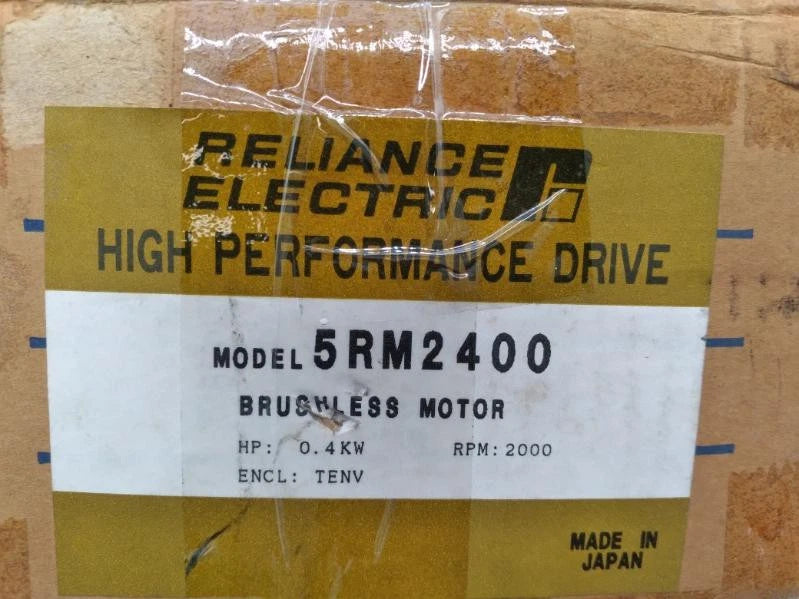 RELIANCE
ELECTRIC
HIGH PERFORMANCE DRIVE
MODEL 5RM2400
BRUSHLESS MOTOR
HP: 0.4KW RPM: 2000
ENCL: TENV
MADE IN
JAPAN